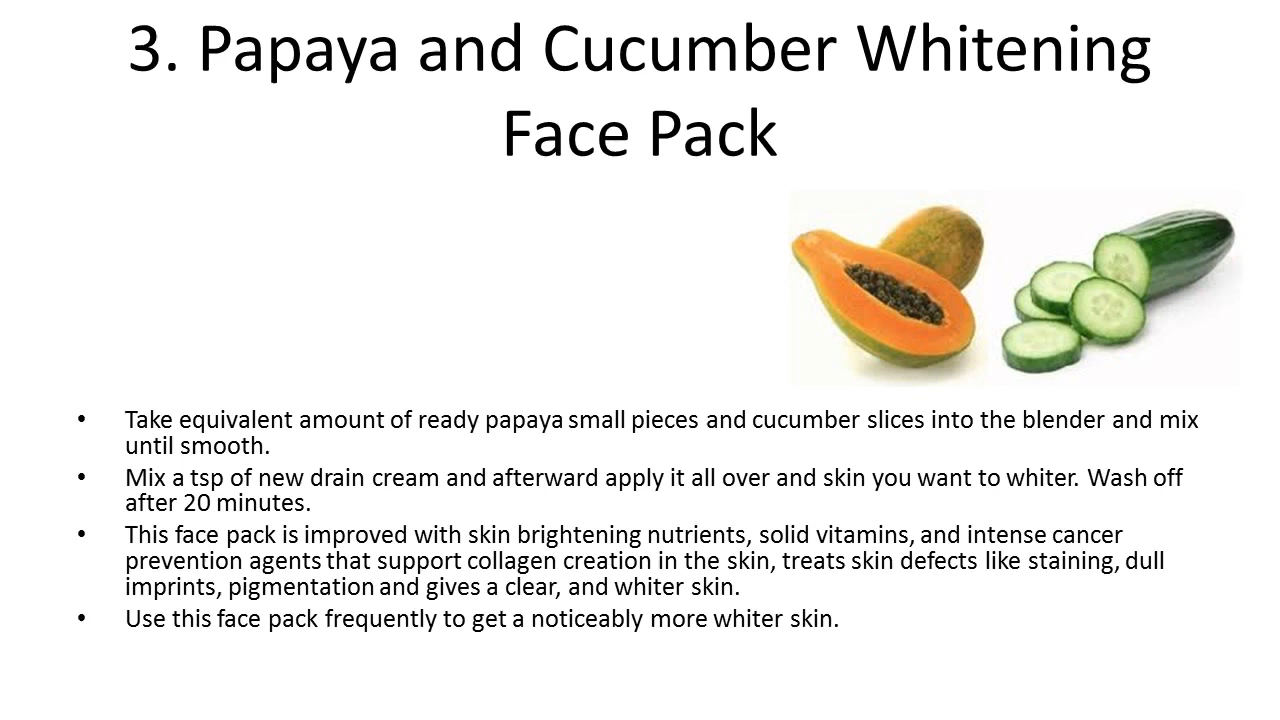 3. Papaya and Cucumber Whitening
Face Pack
• Take equivalent amount of ready papaya small pieces and cucumber slices into the blender and mix
until smooth.
• Mix a tsp of new drain cream and afterward apply it all over and skin you want to whiter. Wash off
after 20 minutes.
• This face pack is improved with skin brightening nutrients, solid vitamins, and intense cancer
prevention agents that support collagen creation in the skin, treats skin defects like staining, dull
imprints, pigmentation and gives a clear, and whiter skin.
• Use this face pack frequently to get a noticeably more whiter skin.